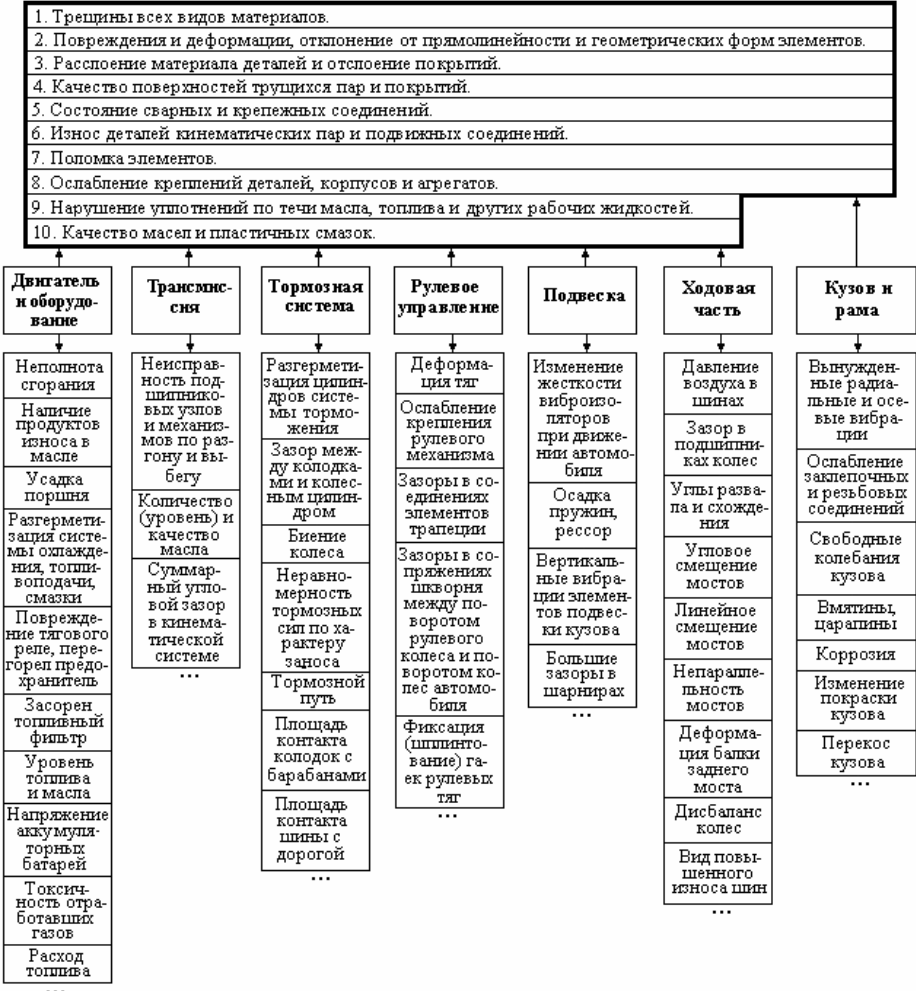 1. Трещины всех видов материалов.
2. Повреждения и деформации, отклонение от прямолинейности и геометрических форм элементов.
3. Расслоение материала деталей и отслоение покрытий.
4. Качество поверхностей трущихся пар и покрытий.
5. Состояние сварных и крепежных соединений.
6. Износ деталей кинематических пар и подвижных соединений.
7. Поломка элементов.
8. Ослабление креплений деталей, корпусов и агрегатов.
9. Нарушение уплотнений по течи масла, топлива и других рабочих жидкостей.
10. Качество масел и пластичных смазок.
Двигатель
и оборудо-
вание
Неполнота
сгорания
Наличие
продуктов
износа в
масле
Усадка
поршня
Разгермети-
зация систе-
мы охлажде-
ния, топли-
воподачи,
смазки
Поврежде-
ние тягового
реле, пере-
горел предо-
хранитель
Засорен
топливный
фильтр
Уровень
топлива
и масла
Напряжение
аккумуля-
торных
батарей
Токсич-
ность отра-
ботавших
газов
Расход
топлива
...
Трансмис-
сия
Неисправ-
ность под-
шипнико-
вых узлов
и механиз-
мов по раз-
гону и вы-
бегу
Количество
(уровень) и
качество
масла
Суммар-
ный угло-
вой зазор
в кинема-
тической
системе
...
Тормозная
система
Разгермети-
зация цилин-
дров систе-
мы тормо-
жения
Зазор меж-
ду колодка-
ми и колес-
ным цилин-
дром
Биение
колеса
Неравно-
мерность
тормозных
сил по ха-
рактеру
заноса
Тормозной
путь
Площадь
контакта
колодок с
барабанами
Площадь
контакта
шины с
дорогой
...
Рулевое
управление
Деформа-
ция тяг
Ослабление
крепления
рулевого
механизма
Зазоры в со-
единениях
элементов
трапеции
Зазоры в со-
пряжениях
шкворня
между по-
воротом
рулевого
колеса и по-
воротом ко-
лес автомо-
биля
Фиксация
(шплинто-
вание) га-
ек рулевых
тяг
...
Подвеска
Изменение
жесткости
виброизо-
ляторов
при движе-
нии автомо-
биля
Осадка
пружин,
рессор
Вертикаль-
ные вибра-
ции элемен-
тов подвес-
ки кузова
Большие
зазоры в
шарнирах
...
Ходовая
часть
Давление
воздуха в
шинах
Зазор в
подшипни-
ках колес
Углы разва-
ла и схожде-
ния
Угловое
смещение
мостов
Линейное
смещение
мостов
Непаралле-
льность
мостов
Деформа-
ция балки
заднего
моста
Дисбаланс
колес
Вид повы-
шенного
износа шин
...
Кузов и
рама
Вынужден-
ные радиа-
льные и осе-
вые вибра-
ции
Ослабление
заклепочных
и резьбовых
соединений
Свободные
колебания
кузова
Вмятины,
царапины
Коррозия
Изменение
покраски
кузова
Перекос
кузова
...